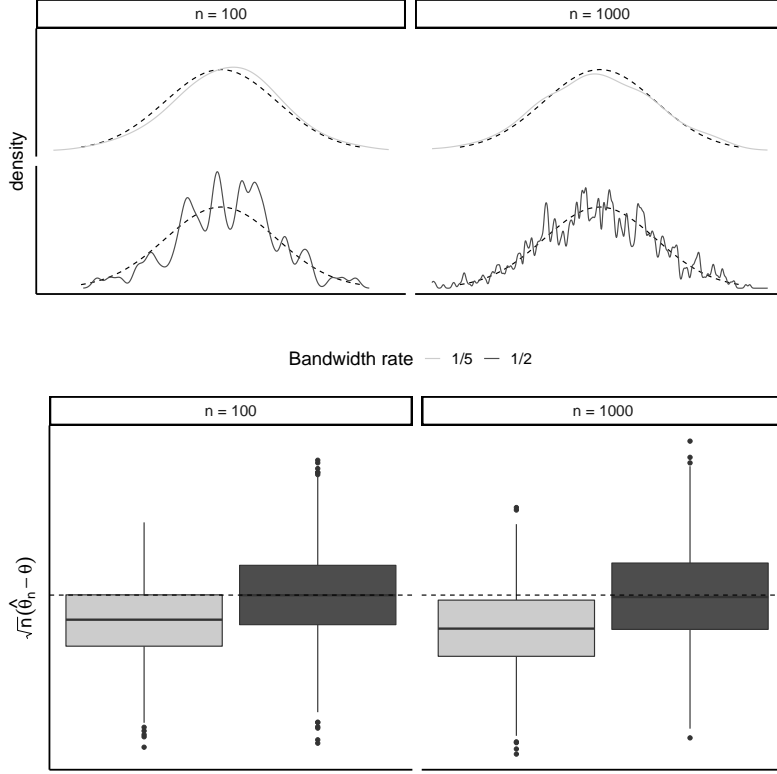 n = 100
n = 1000
density
Bandwidth rate 1/5 1/2
n = 100
n = 1000
√n(θ̂ₙ − θ)